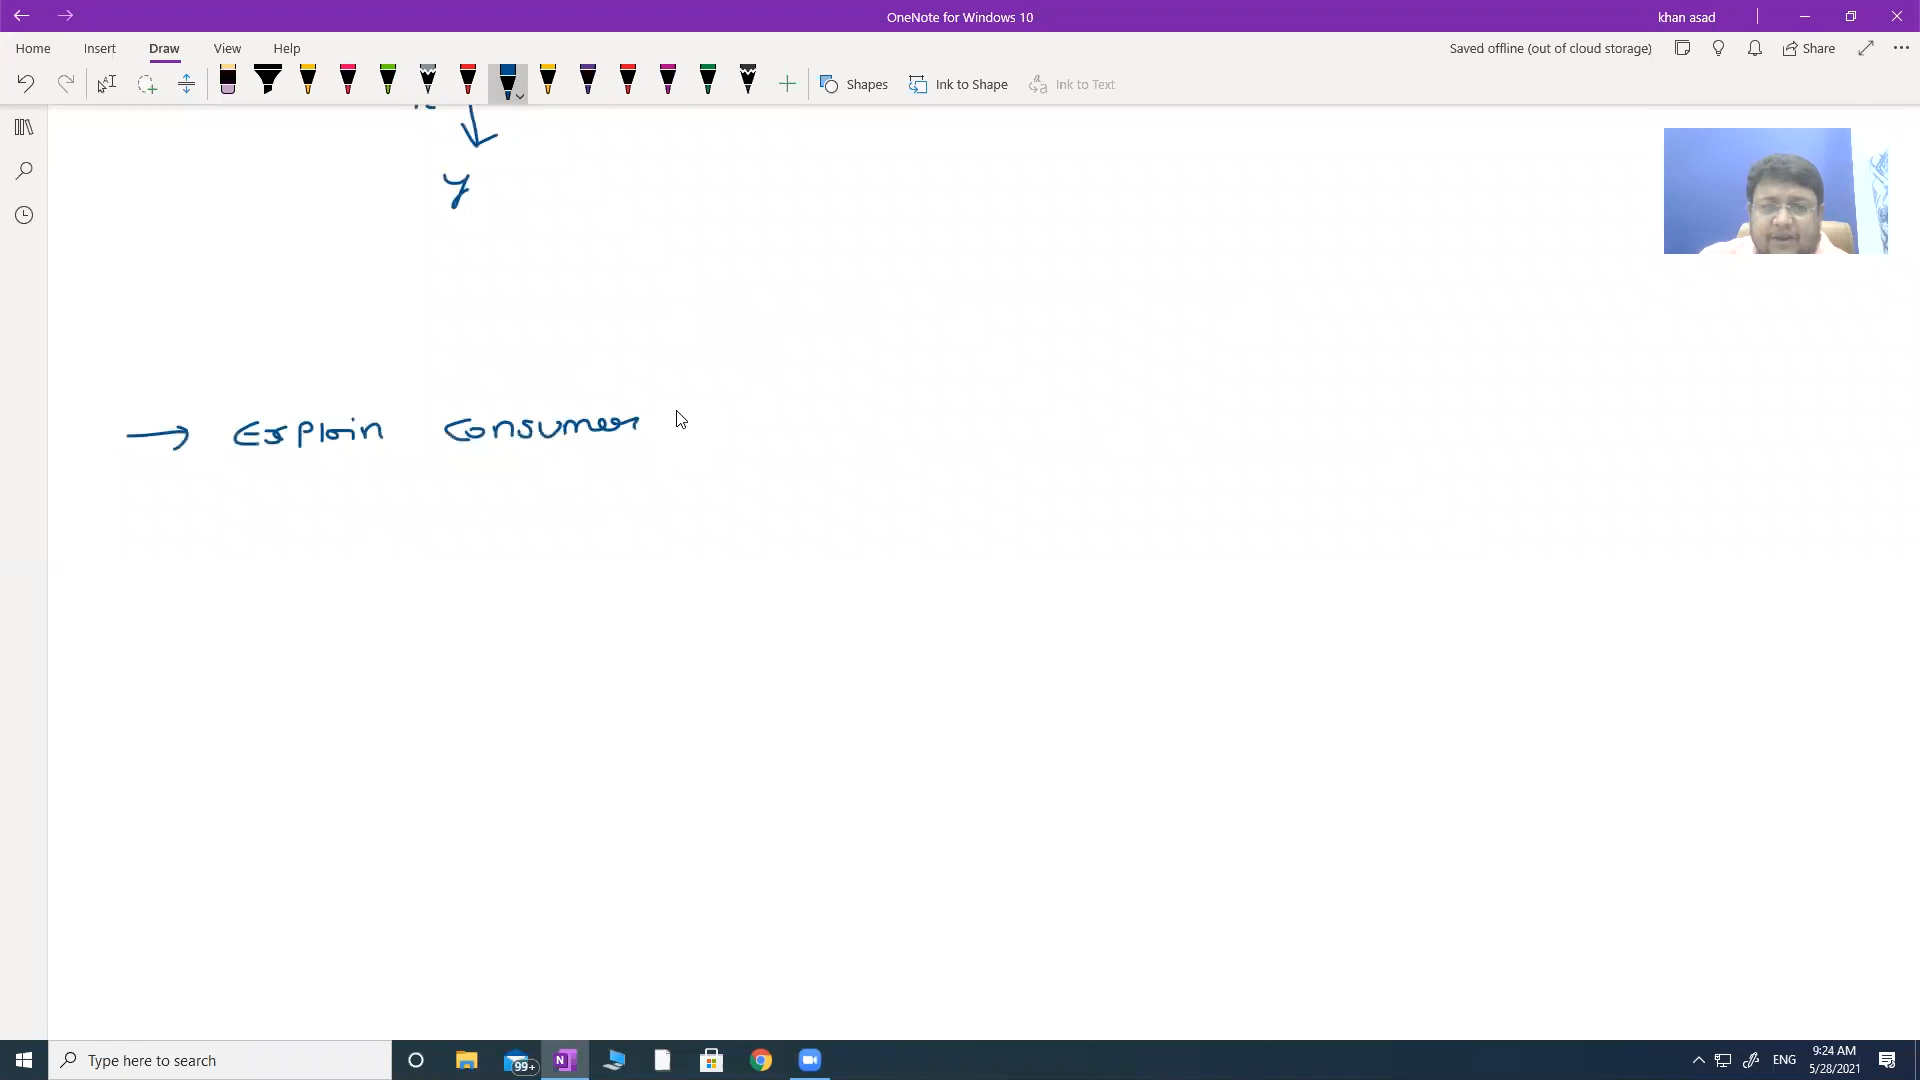 OneNote for Windows 10
khan asad
Home Insert Draw View Help
Saved offline (out of cloud storage) Share
Shapes Ink to Shape Ink to Text
y
→ Explain Consumer
Type here to search
99+
ENG
9:24 AM
5/28/2021